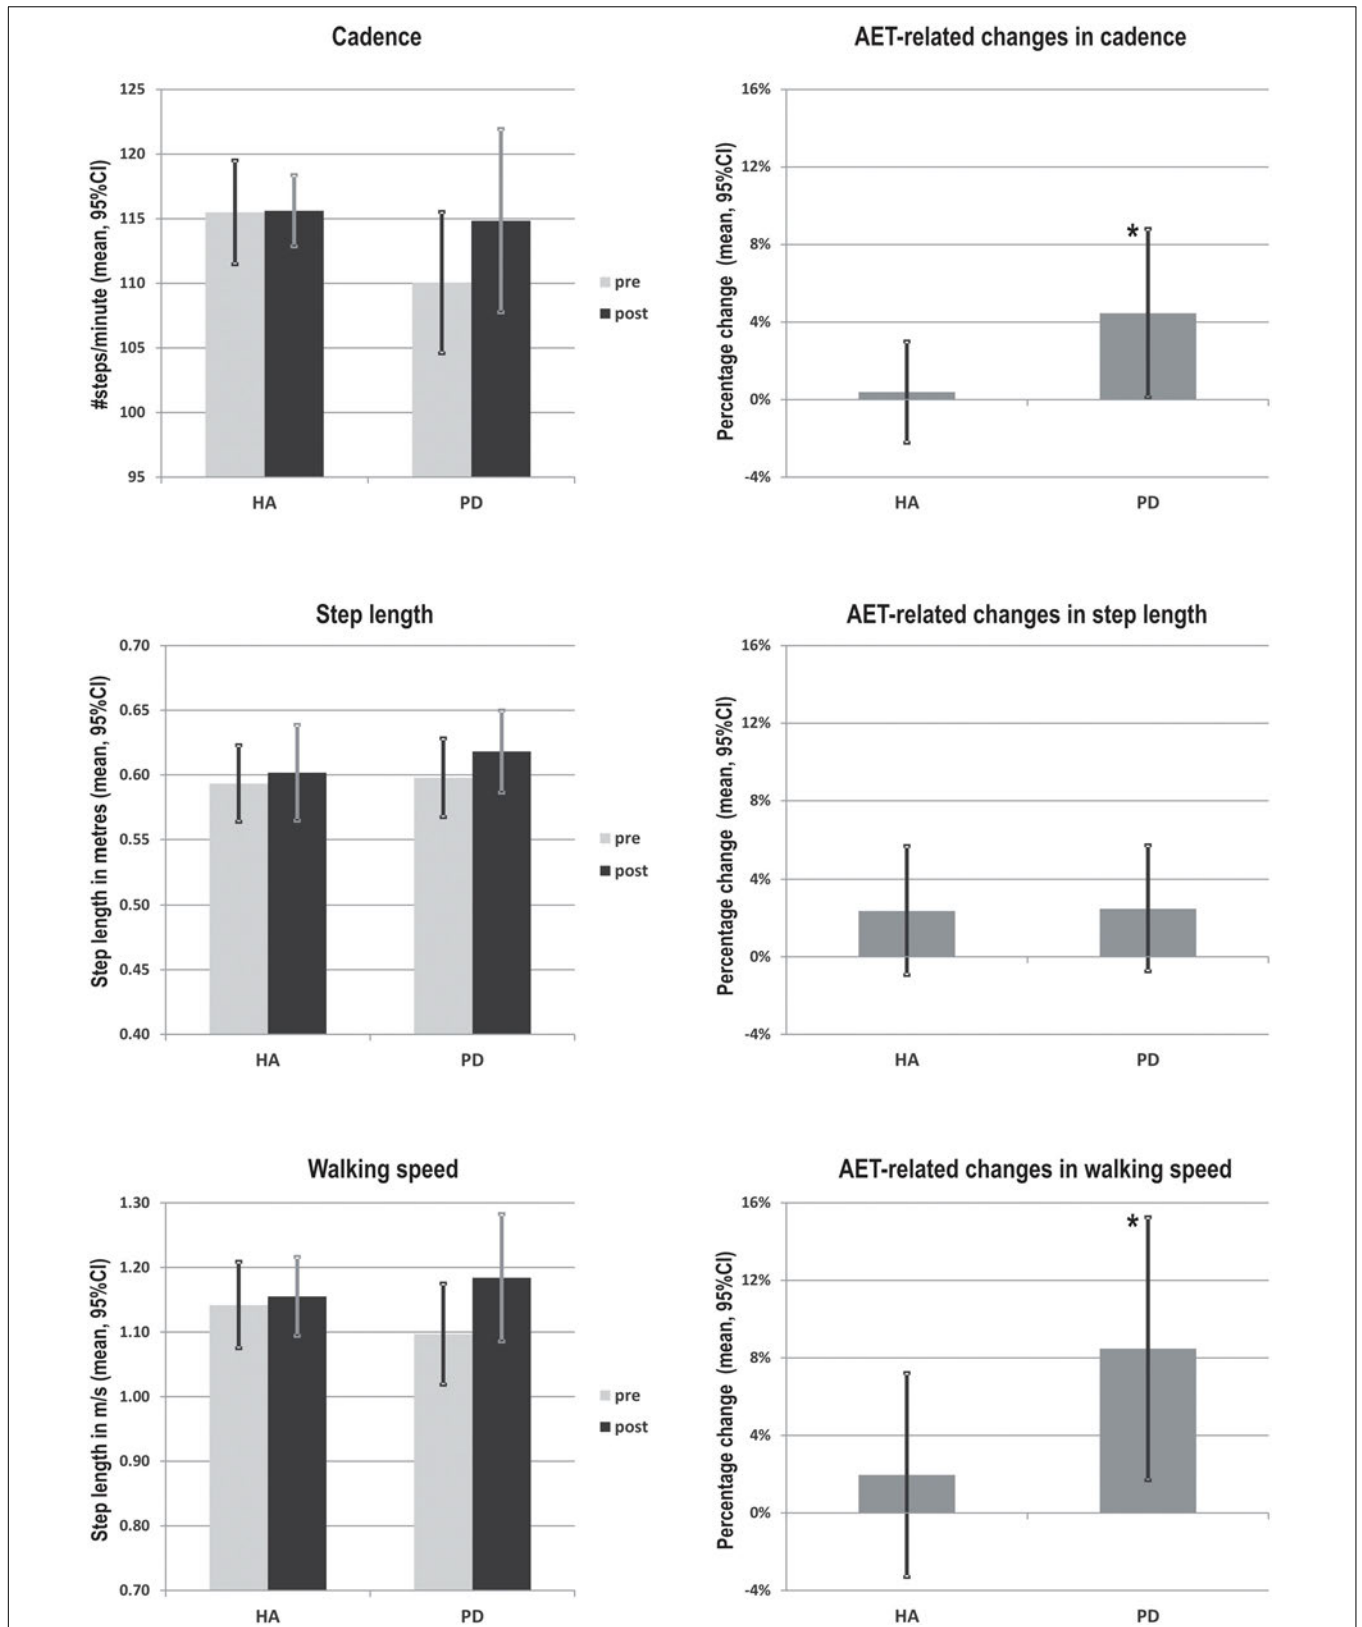 Cadence
#steps/minute (mean, 95%CI)
125
120
115
110
105
100
95
HA
PD
pre
post
AET-related changes in cadence
Percentage change (mean, 95%CI)
16%
12%
8%
4%
0%
-4%
*
HA
PD
Step length
Step length in metres (mean, 95%CI)
0.70
0.65
0.60
0.55
0.50
0.45
0.40
HA
PD
pre
post
AET-related changes in step length
Percentage change (mean, 95%CI)
16%
12%
8%
4%
0%
-4%
HA
PD
Walking speed
Step length in m/s (mean, 95%CI)
1.30
1.20
1.10
1.00
0.90
0.80
0.70
HA
PD
pre
post
AET-related changes in walking speed
Percentage change (mean, 95%CI)
16%
12%
8%
4%
0%
-4%
*
HA
PD